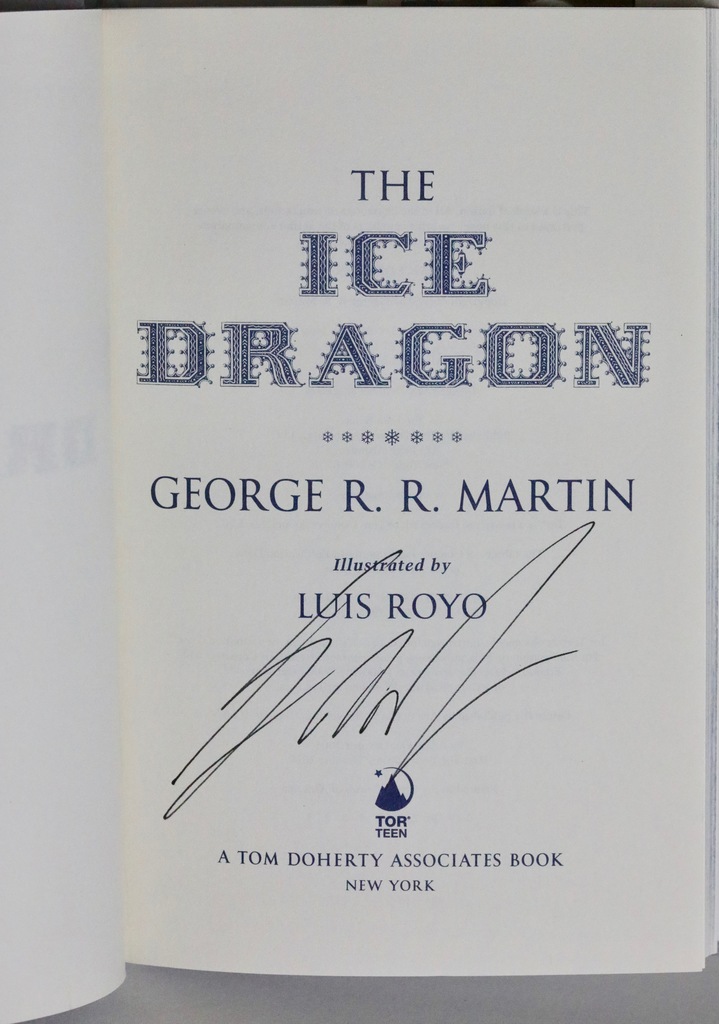 THE
ICE
DRAGON
GEORGE R. R. MARTIN
Illustrated by
LUIS ROYO
TOR®
TEEN
A TOM DOHERTY ASSOCIATES BOOK
NEW YORK